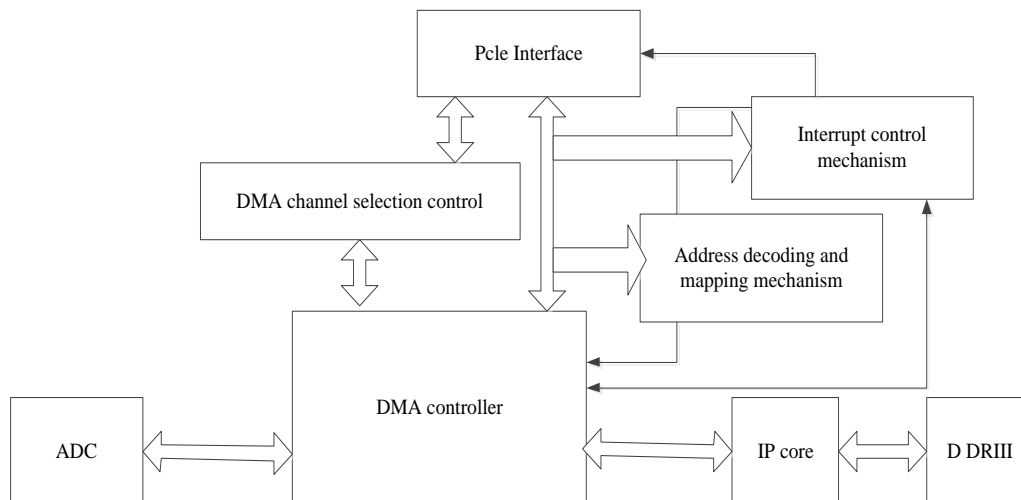 Pcle Interface
Interrupt control
mechanism
DMA channel selection control
Address decoding and
mapping mechanism
DMA controller
ADC
IP core
D DRIII